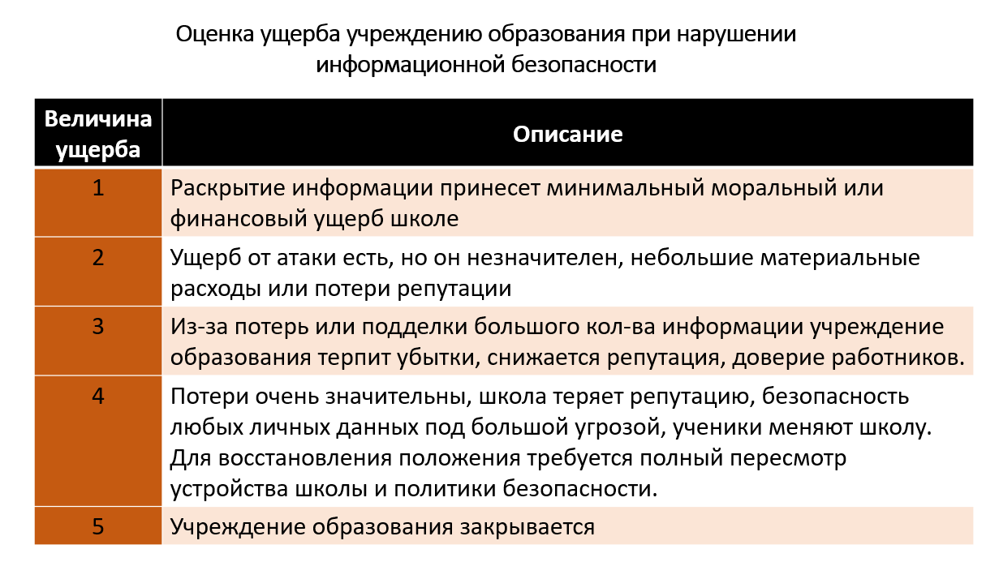 Оценка ущерба учреждению образования при нарушении
информационной безопасности
Величина
ущерба
Описание
1
Раскрытие информации принесет минимальный моральный или
финансовый ущерб школе
2
Ущерб от атаки есть, но он незначителен, небольшие материальные
расходы или потери репутации
3
Из-за потерь или подделки большого кол-ва информации учреждение
образования терпит убытки, снижается репутация, доверие работников.
4
Потери очень значительны, школа теряет репутацию, безопасность
любых личных данных под большой угрозой, ученики меняют школу.
Для восстановления положения требуется полный пересмотр
устройства школы и политики безопасности.
5
Учреждение образования закрывается